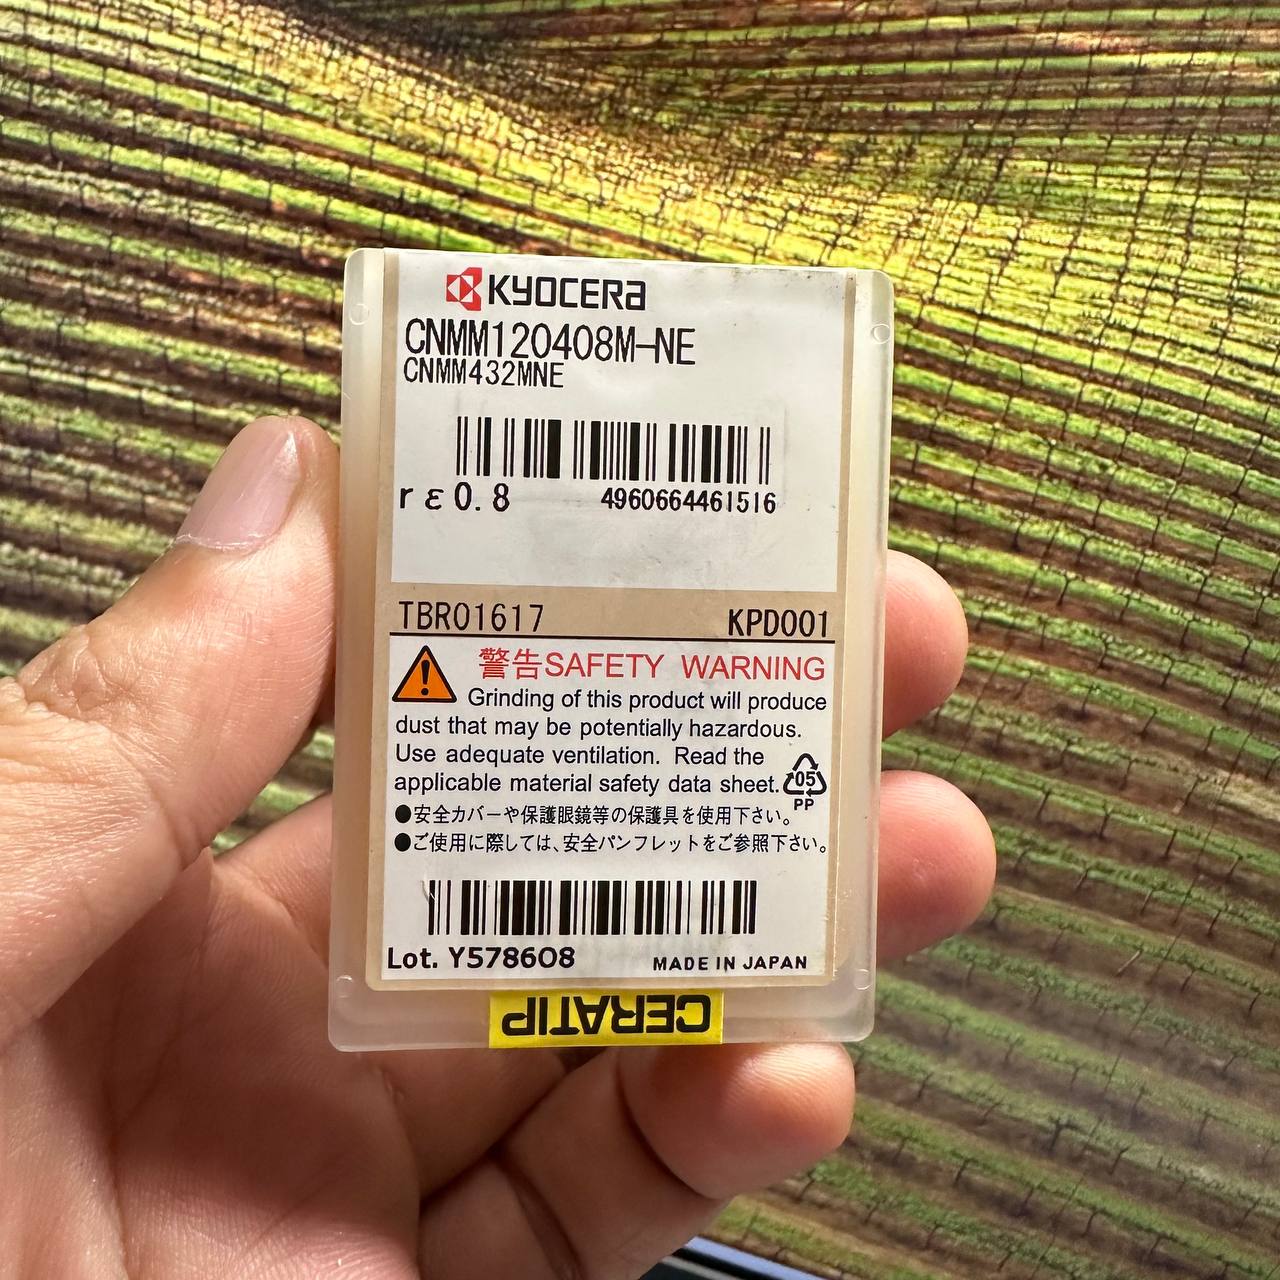 KYOCERA
CNMM120408M-NE
CNMM432MNE
rε0.8 4960664461516
TBR01617 KPD001
警告SAFETY WARNING
Grinding of this product will produce
dust that may be potentially hazardous.
Use adequate ventilation. Read the
applicable material safety data sheet.
05
PP
●安全カバーや保護眼鏡等の保護具を使用下さい。
●ご使用に際しては、安全パンフレットをご参照下さい。
Lot. Y578608 MADE IN JAPAN
CERATIP